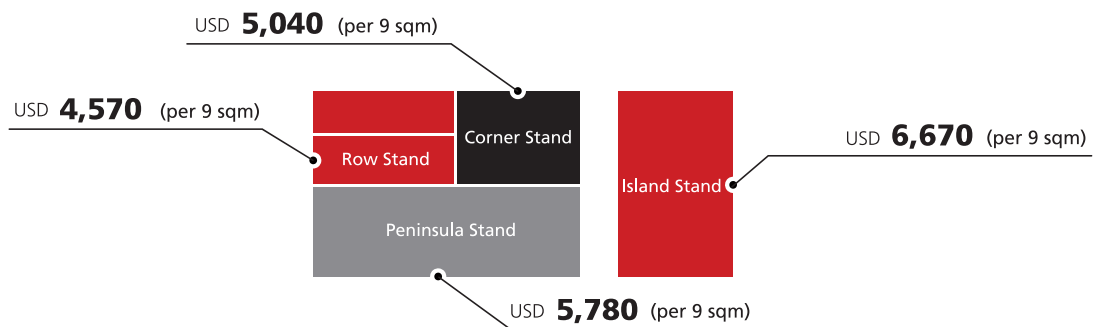 USD 5,040 (per 9 sqm)
USD 4,570 (per 9 sqm)
Corner Stand
USD 6,670 (per 9 sqm)
Row Stand
Island Stand
Peninsula Stand
USD 5,780 (per 9 sqm)